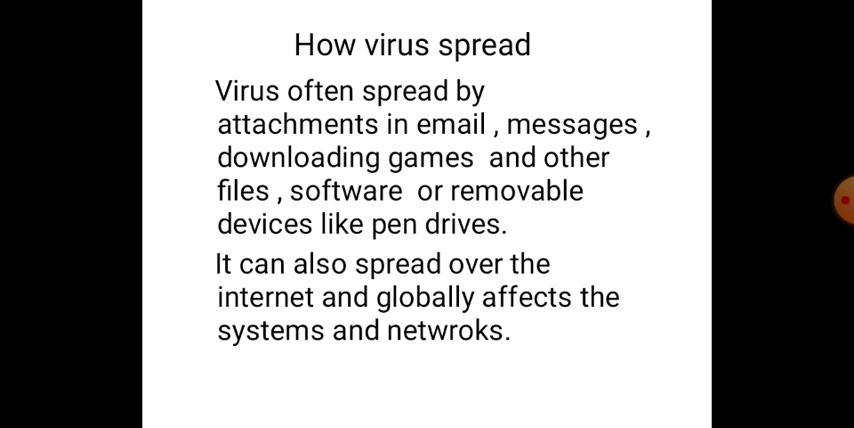 How virus spread
Virus often spread by
attachments in email , messages ,
downloading games  and other
files , software  or removable
devices like pen drives.
It can also spread over the
internet and globally affects the
systems and netwroks.